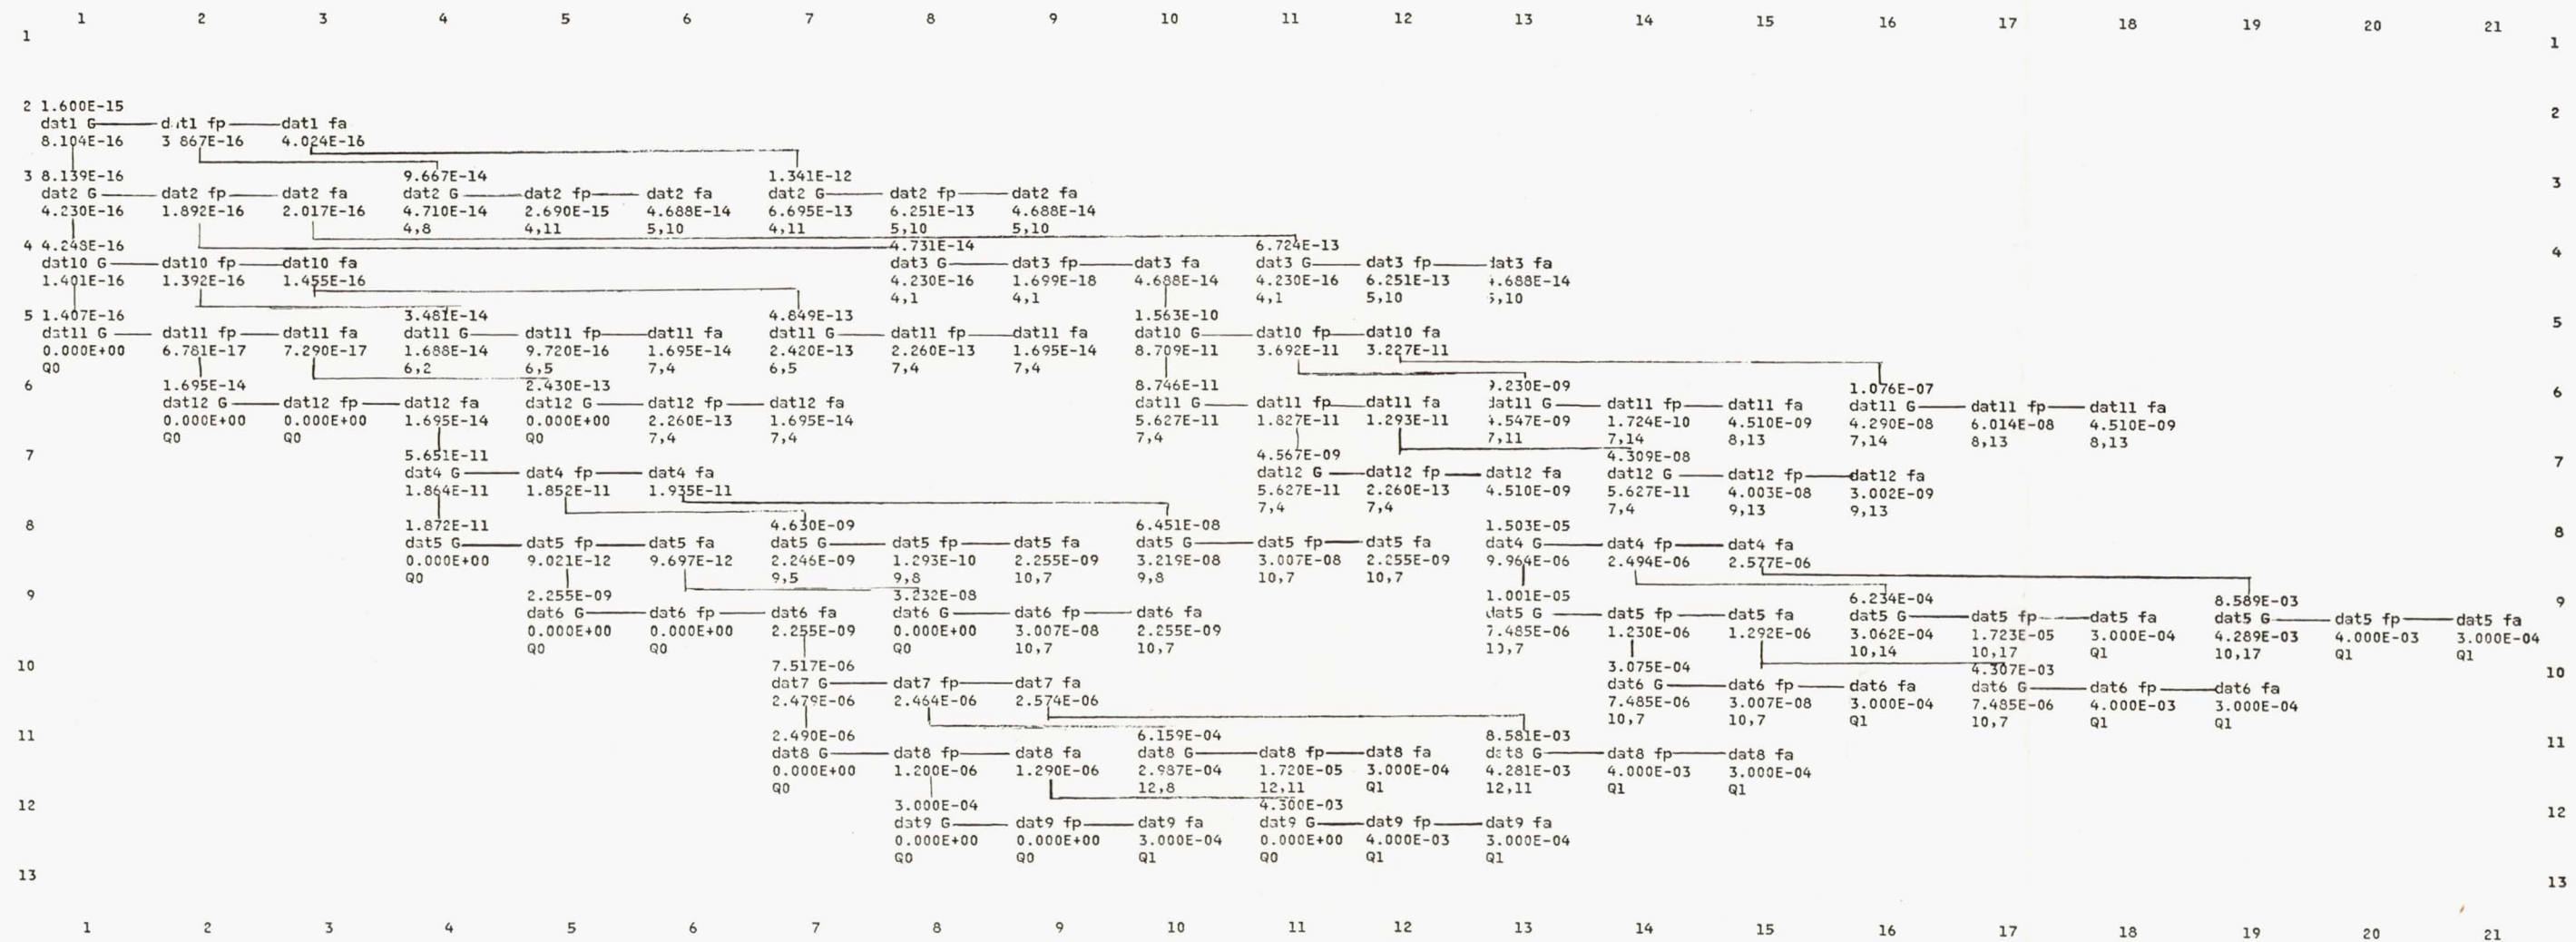 1 2 3 4 5 6 7 8 9 10 11 12 13 14 15 16 17 18 19 20 21
1 1
2 1.600E-15 2
dat1 G dat1 fp dat1 fa
8.104E-16 3 867E-16 4.024E-16
3 8.139E-16 9.667E-14 1.341E-12 3
dat2 G dat2 fp dat2 fa dat2 G dat2 fp dat2 fa dat2 G dat2 fp dat2 fa
4.230E-16 1.892E-16 2.017E-16 4.710E-14 2.690E-15 4.688E-14 6.695E-13 6.251E-13 4.688E-14
4,8 4,11 5,10 4,11 5,10 5,10
4 4.248E-16 4.731E-14 6.724E-13 4
dat10 G dat10 fp dat10 fa dat3 G dat3 fp dat3 fa dat3 G dat3 fp dat3 fa
1.401E-16 1.392E-16 1.455E-16 4.230E-16 1.699E-18 4.688E-14 4.230E-16 6.251E-13 4.688E-14
4,1 4,1 4,1 5,10 5,10
5 1.407E-16 3.481E-14 4.849E-13 1.563E-10 5
dat11 G dat11 fp dat11 fa dat11 G dat11 fp dat11 fa dat11 G dat11 fp dat11 fa dat10 G dat10 fp dat10 fa
0.000E+00 6.781E-17 7.290E-17 1.688E-14 9.720E-16 1.695E-14 2.420E-13 2.260E-13 1.695E-14 8.709E-11 3.692E-11 3.227E-11
Q0 6,2 6,5 7,4 6,5 7,4 7,4
6 1.695E-14 2.430E-13 8.746E-11 9.230E-09 1.076E-07 6
dat12 G dat12 fp dat12 fa dat12 G dat12 fp dat12 fa dat11 G dat11 fp dat11 fa dat11 G dat11 fp dat11 fa dat11 G dat11 fp dat11 fa
0.000E+00 0.000E+00 1.695E-14 0.000E+00 2.260E-13 1.695E-14 5.627E-11 1.827E-11 1.293E-11 4.547E-09 1.724E-10 4.510E-09 4.290E-08 6.014E-08 4.510E-09
Q0 Q0 Q0 7,4 7,4 7,4 7,11 7,14 8,13 7,14 8,13 8,13
7 5.651E-11 4.567E-09 4.309E-08 7
dat4 G dat4 fp dat4 fa dat12 G dat12 fp dat12 fa dat12 G dat12 fp dat12 fa
1.864E-11 1.852E-11 1.935E-11 5.627E-11 2.260E-13 4.510E-09 5.627E-11 4.003E-08 3.002E-09
7,4 7,4 7,4 9,13 9,13
8 1.872E-11 4.630E-09 6.451E-08 1.503E-05 8
dat5 G dat5 fp dat5 fa dat5 G dat5 fp dat5 fa dat5 G dat5 fp dat5 fa dat4 G dat4 fp dat4 fa
0.000E+00 9.021E-12 9.697E-12 2.246E-09 1.293E-10 2.255E-09 3.219E-08 3.007E-08 2.255E-09 9.964E-06 2.494E-06 2.577E-06
Q0 9,5 9,8 10,7 9,8 10,7 10,7
9 2.255E-09 3.232E-08 1.001E-05 6.234E-04 8.589E-03 9
dat6 G dat6 fp dat6 fa dat6 G dat6 fp dat6 fa dat5 G dat5 fp dat5 fa dat5 G dat5 fp dat5 fa dat5 G dat5 fp dat5 fa
0.000E+00 0.000E+00 2.255E-09 0.000E+00 3.007E-08 2.255E-09 7.485E-06 1.230E-06 1.292E-06 3.062E-04 1.723E-05 3.000E-04 4.289E-03 4.000E-03 3.000E-04
Q0 Q0 Q0 10,7 10,7 10,7 10,14 10,17 Q1 10,17 Q1 Q1
10 7.517E-06 3.075E-04 4.307E-03 10
dat7 G dat7 fp dat7 fa dat6 G dat6 fp dat6 fa dat6 G dat6 fp dat6 fa
2.479E-06 2.464E-06 2.574E-06 7.485E-06 3.007E-08 3.000E-04 7.485E-06 4.000E-03 3.000E-04
10,7 10,7 Q1 10,7 Q1 Q1
11 2.490E-06 6.159E-04 8.581E-03 11
dat8 G dat8 fp dat8 fa dat8 G dat8 fp dat8 fa dat8 G dat8 fp dat8 fa
0.000E+00 1.200E-06 1.290E-06 2.987E-04 1.720E-05 3.000E-04 4.281E-03 4.000E-03 3.000E-04
Q0 12,8 12,11 Q1 12,11 Q1 Q1
12 3.000E-04 4.300E-03 12
dat9 G dat9 fp dat9 fa dat9 G dat9 fp dat9 fa
0.000E+00 0.000E+00 3.000E-04 0.000E+00 4.000E-03 3.000E-04
Q0 Q0 Q1 Q0 Q1 Q1
13 13
1 2 3 4 5 6 7 8 9 10 11 12 13 14 15 16 17 18 19 20 21